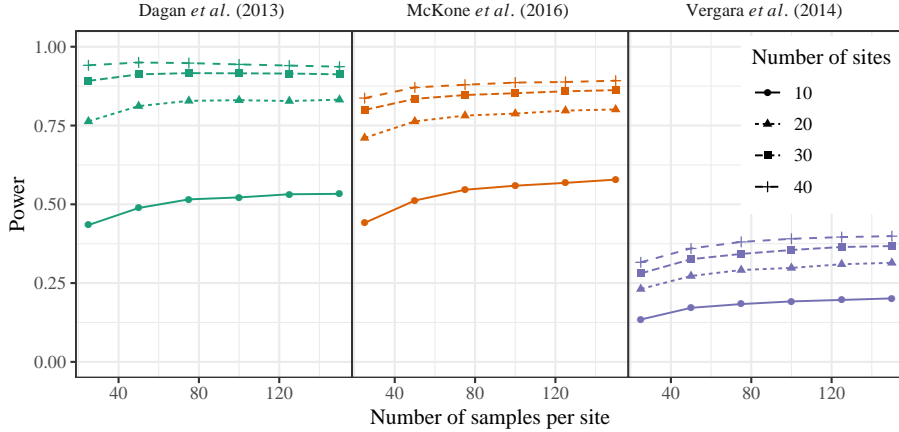 Dagan et al. (2013) McKone et al. (2016) Vergara et al. (2014)
1.00
0.75
0.50
0.25
0.00
Power
Number of sites
10
20
30
40
40 80 120 40 80 120 40 80 120
Number of samples per site